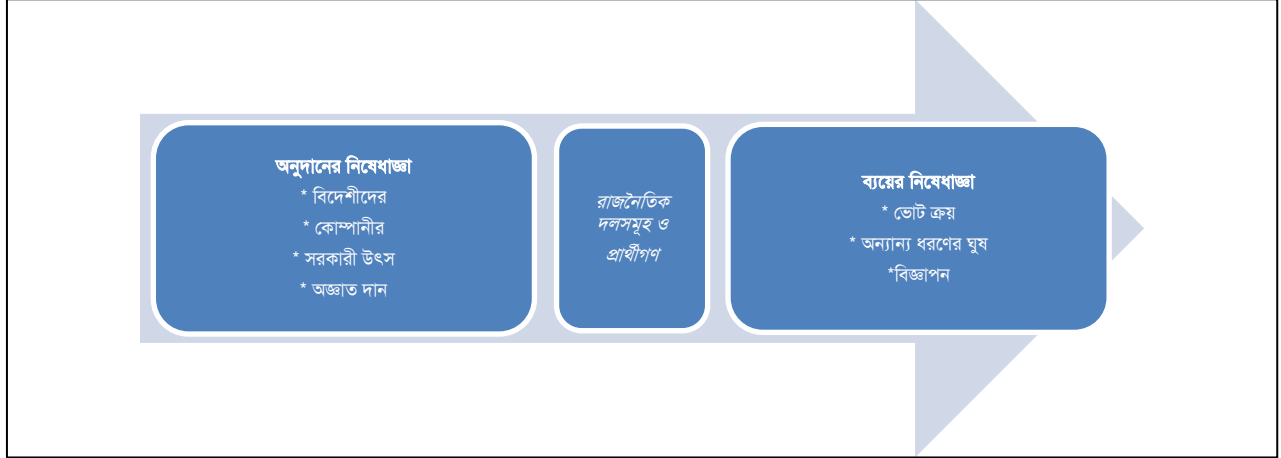 অনুদানের নিষেধাজ্ঞা
* বিদেশীদের
* কোম্পানীর
* সরকারী উৎস
* অজ্ঞাত দান
রাজনৈতিক
দলসমূহ ও
প্রার্থীগণ
ব্যয়ের নিষেধাজ্ঞা
* ভোট ক্রয়
* অন্যান্য ধরণের ঘুষ
*বিজ্ঞাপন